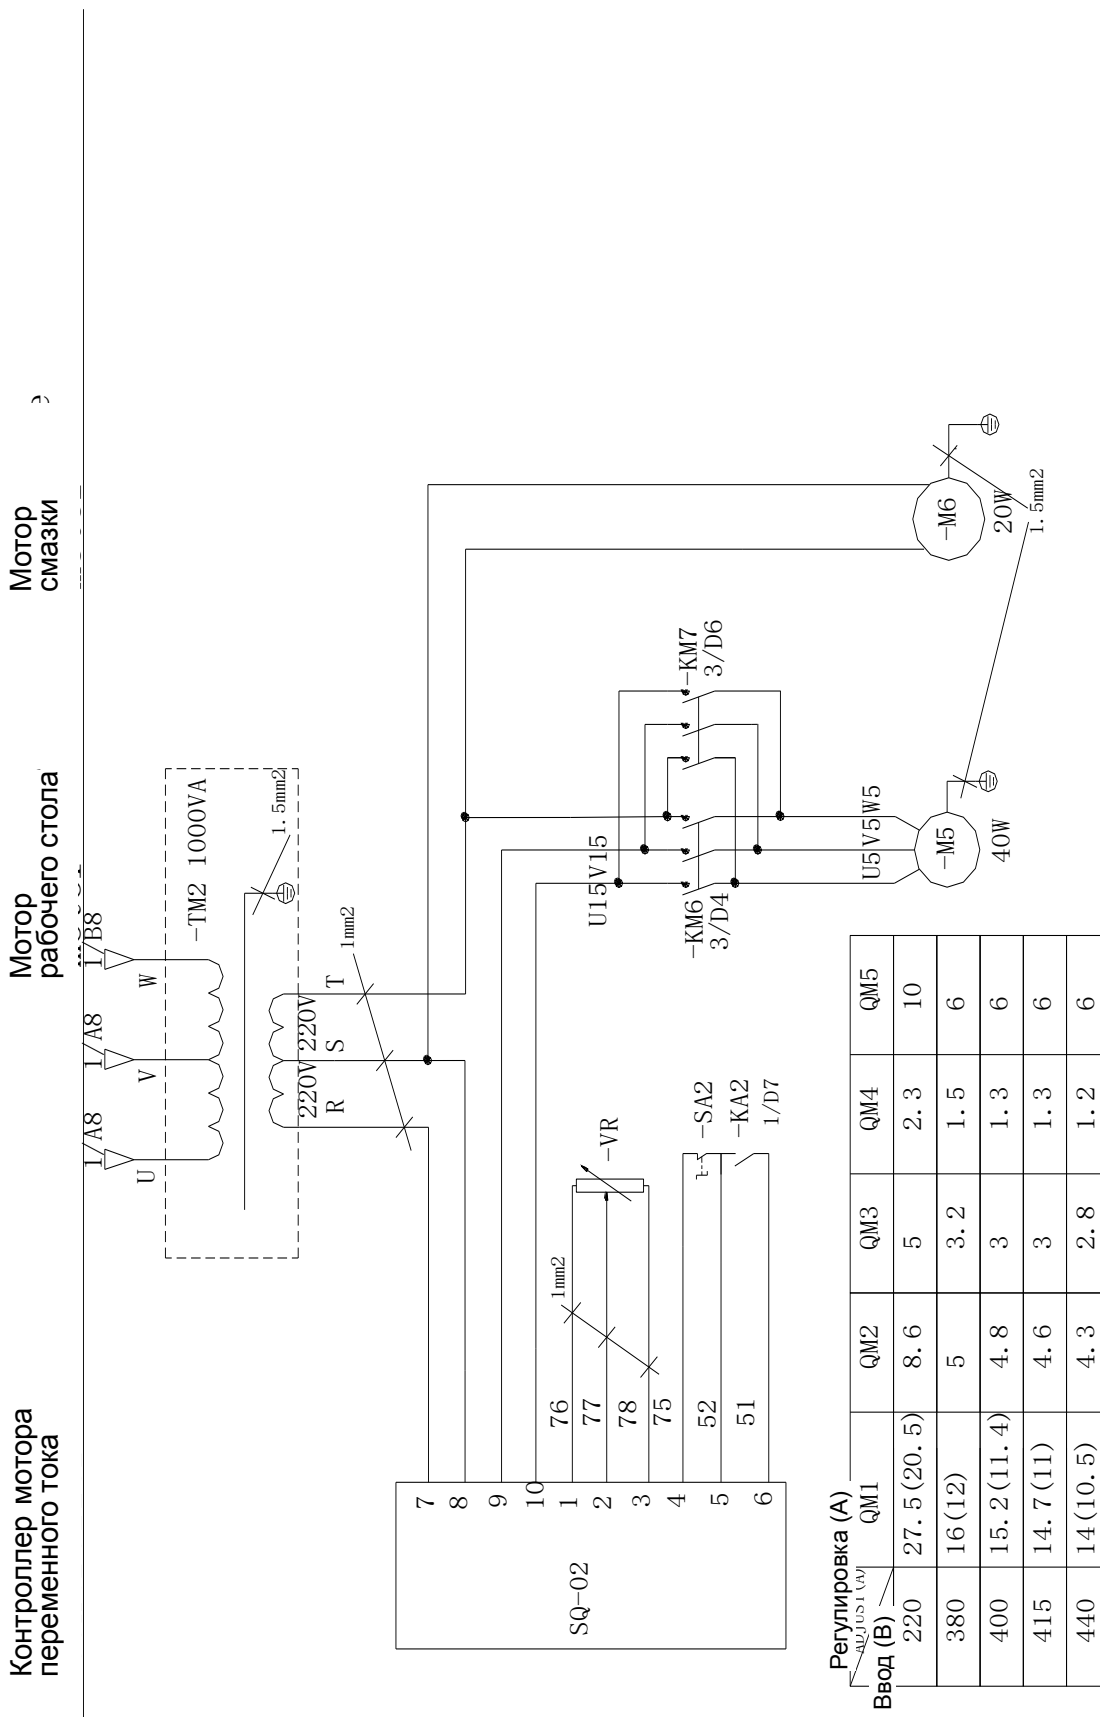 Контроллер мотора
переменного тока
Мотор
рабочего стола
Мотор
смазки
1/A8
1/A8
1/B8
U
V
W
-TM2 1000VA
1.5mm2
220V 220V
R S T
1mm2
SQ-02
7
8
9
10
1
2
3
4
5
6
76
77
78
75
52
51
1mm2
-VR
-SA2
-KA2
1/D7
U15 V15
-KM6
3/D4
-KM7
3/D6
U5 V5 W5
-M5
40W
-M6
20W
1.5mm2
Регулировка (А)
ADJUST(A)
Ввод (В)
QM1 QM2 QM3 QM4 QM5
220 27.5(20.5) 8.6 5 2.3 10
380 16(12) 5 3.2 1.5 6
400 15.2(11.4) 4.8 3 1.3 6
415 14.7(11) 4.6 3 1.3 6
440 14(10.5) 4.3 2.8 1.2 6